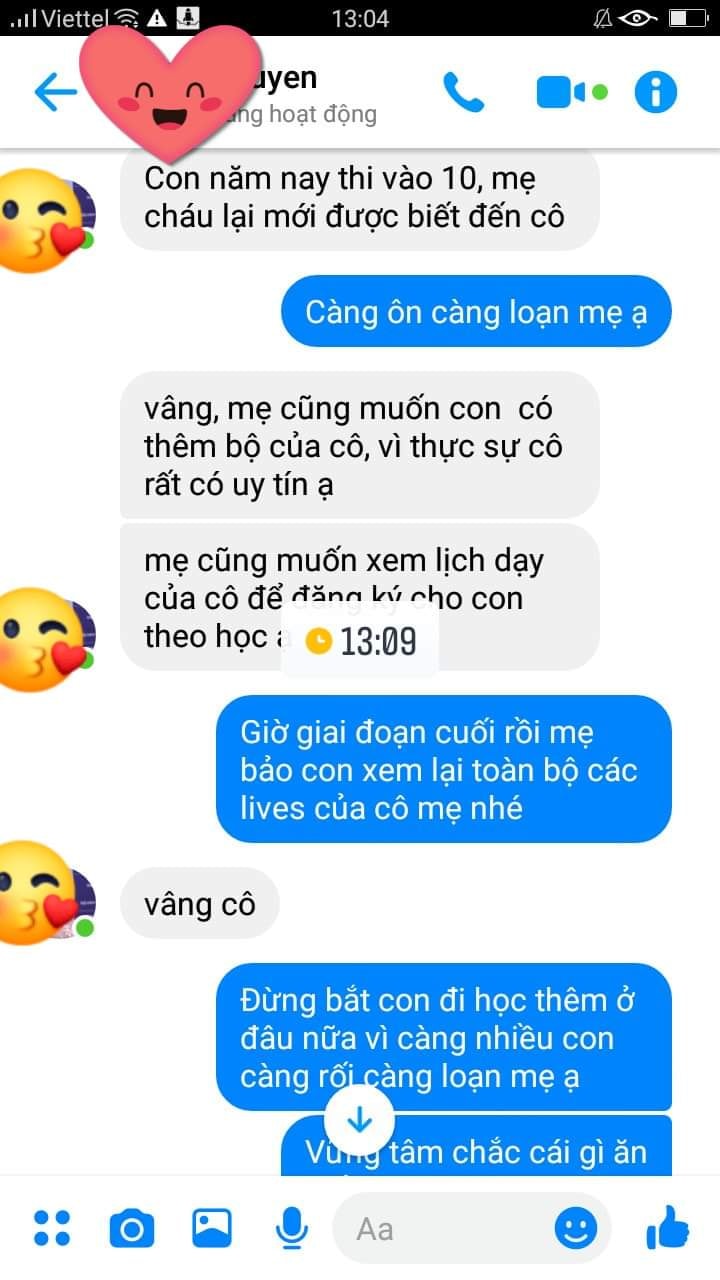 Viettel 13:04
uyen
ng hoạt động
Con năm nay thi vào 10, mẹ
cháu lại mới được biết đến cô
Càng ôn càng loạn mẹ ạ
vâng, mẹ cũng muốn con có
thêm bộ của cô, vì thực sự cô
rất có uy tín ạ
mẹ cũng muốn xem lịch dạy
của cô để đăng ký cho con
theo học ạ
13:09
Giờ giai đoạn cuối rồi mẹ
bảo con xem lại toàn bộ các
lives của cô mẹ nhé
vâng cô
Đừng bắt con đi học thêm ở
đâu nữa vì càng nhiều con
càng rối càng loạn mẹ ạ
Vững tâm chắc cái gì ăn
Aa